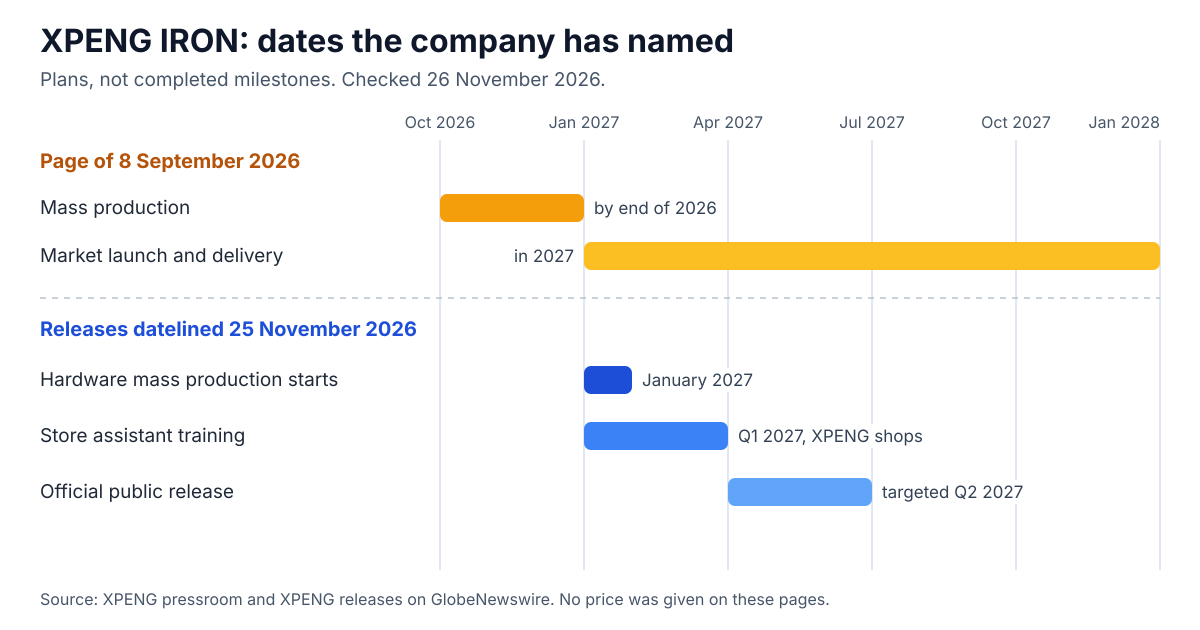 XPENG IRON: dates the company has named
Plans, not completed milestones. Checked 26 November 2026.
Oct 2026 Jan 2027 Apr 2027 Jul 2027 Oct 2027 Jan 2028
Page of 8 September 2026
Mass production by end of 2026
Market launch and delivery in 2027
Releases datelined 25 November 2026
Hardware mass production starts January 2027
Store assistant training Q1 2027, XPENG shops
Official public release targeted Q2 2027
Source: XPENG pressroom and XPENG releases on GlobeNewswire. No price was given on these pages.